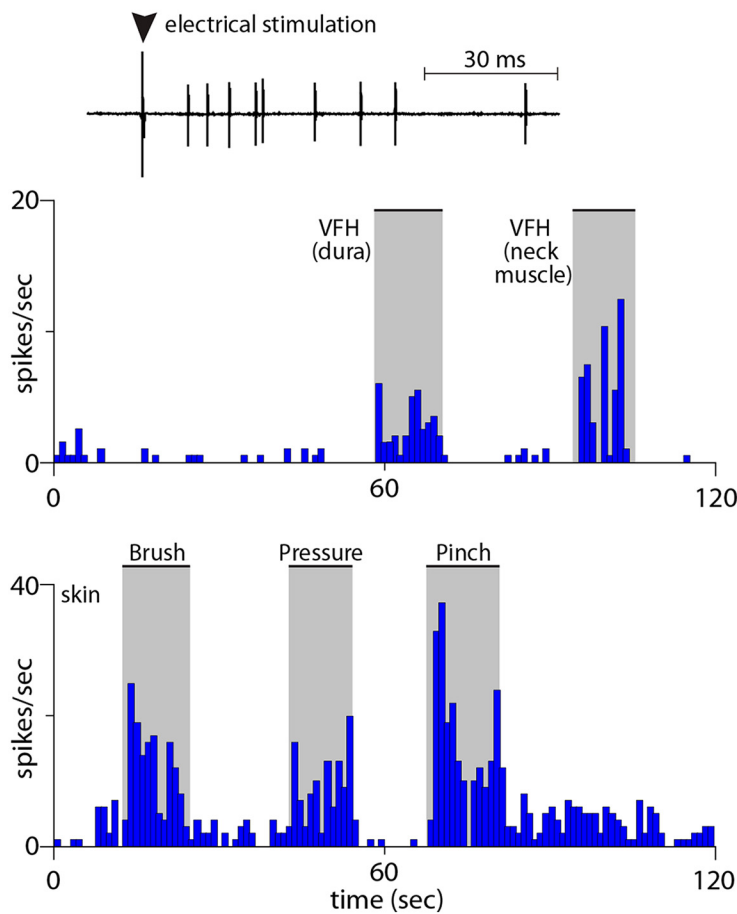 electrical stimulation
30 ms
20
VFH
(dura)
VFH
(neck
muscle)
spikes/sec
0
0
60
120
Brush
Pressure
Pinch
40
skin
spikes/sec
0
0
60
120
time (sec)